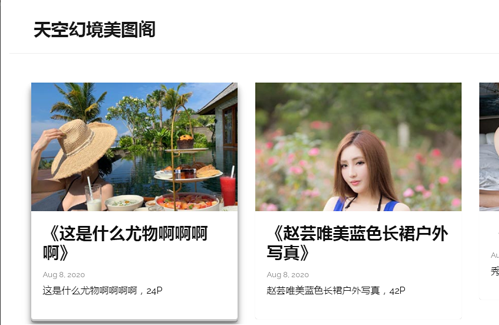 天空幻境美图阁
《这是什么尤物啊啊啊
啊》
Aug 8, 2020
这是什么尤物啊啊啊啊，24P
《赵芸唯美蓝色长裙户外
写真》
Aug 8, 2020
赵芸唯美蓝色长裙户外写真，42P
Au
秀